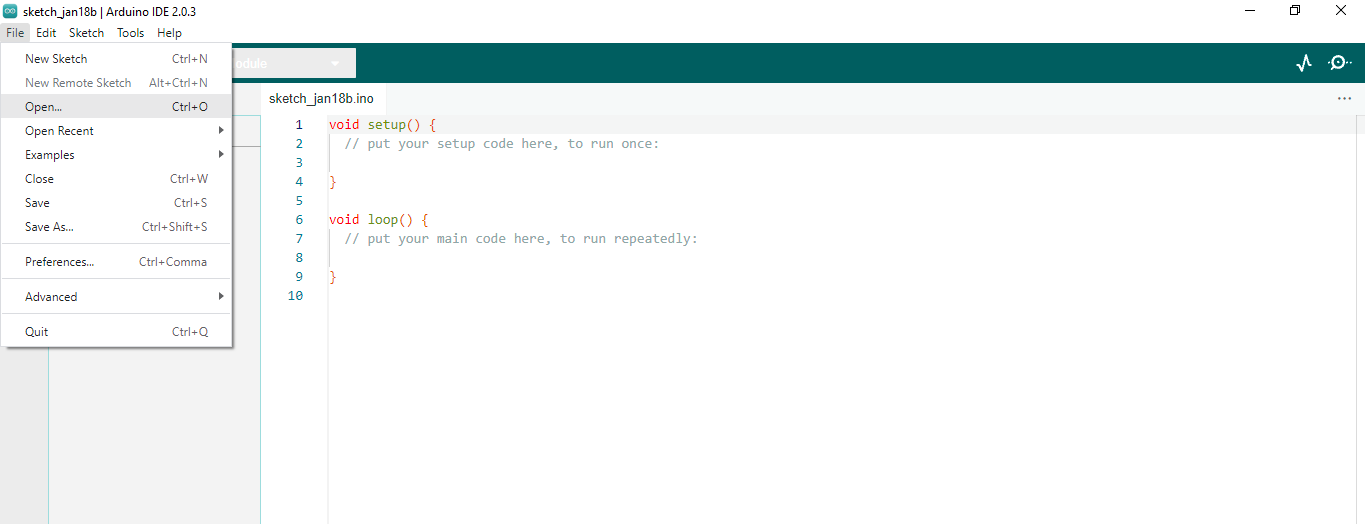 sketch_jan18b | Arduino IDE 2.0.3
File Edit Sketch Tools Help
New Sketch Ctrl+N
New Remote Sketch Alt+Ctrl+N
Open... Ctrl+O
Open Recent
Examples
Close Ctrl+W
Save Ctrl+S
Save As... Ctrl+Shift+S
Preferences... Ctrl+Comma
Advanced
Quit Ctrl+Q
sketch_jan18b.ino
1 void setup() {
2 // put your setup code here, to run once:
3
4 }
5
6 void loop() {
7 // put your main code here, to run repeatedly:
8
9 }
10